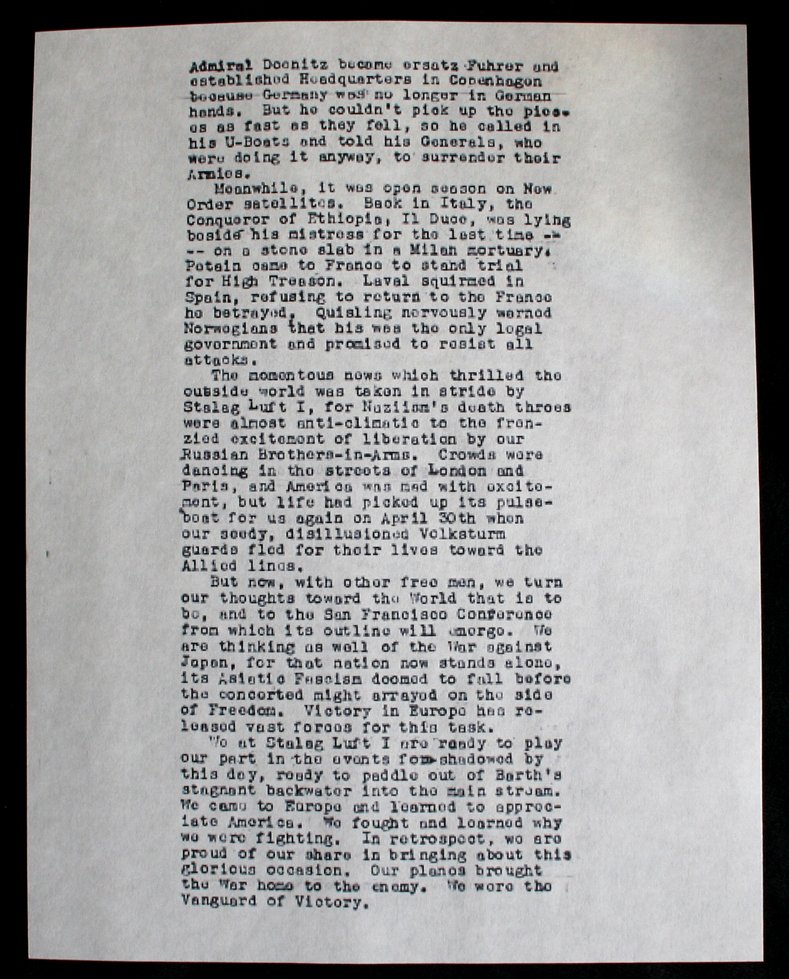 Admiral Doenitz became ersatz Fuhrer and
established Headquarters in Copenhagen
because Germany was no longer in German
hands. But he couldn't pick up the piec-
es as fast as they fell, so he called in
his U-Boats and told his Generals, who
were doing it anyway, to surrender their
Armies.
Meanwhile, it was open season on New
Order satellites. Back in Italy, the
Conqueror of Ethiopia, Il Duce, was lying
beside his mistress for the last time --
-- on a stone slab in a Milan mortuary.
Petain came to France to stand trial
for High Treason. Laval squirmed in
Spain, refusing to return to the France
he betrayed. Quisling nervously warned
Norwegians that his was the only legal
government and promised to resist all
attacks.
The momentous news which thrilled the
outside world was taken in stride by
Stalag Luft I, for Naziism's death throes
were almost anti-climatic to the fren-
zied excitement of liberation by our
Russian Brothers-in-Arms. Crowds were
dancing in the streets of London and
Paris, and America was mad with excite-
ment, but life had picked up its pulse-
beat for us again on April 30th when
our seedy, disillusioned Volksturm
guards fled for their lives toward the
Allied lines.
But now, with other free men, we turn
our thoughts toward the World that is to
be, and to the San Francisco Conference
from which its outline will emerge. We
are thinking as well of the War against
Japan, for that nation now stands alone,
its Asiatic Fascism doomed to fall before
the concerted might arrayed on the side
of Freedom. Victory in Europe has re-
leased vast forces for this task.
We at Stalag Luft I are ready to play
our part in the events foreshadowed by
this day, ready to paddle out of Barth's
stagnant backwater into the main stream.
We came to Europe and learned to apprec-
iate America. We fought and learned why
we were fighting. In retrospect, we are
proud of our share in bringing about this
glorious occasion. Our planes brought
the War home to the enemy. We were the
Vanguard of Victory.